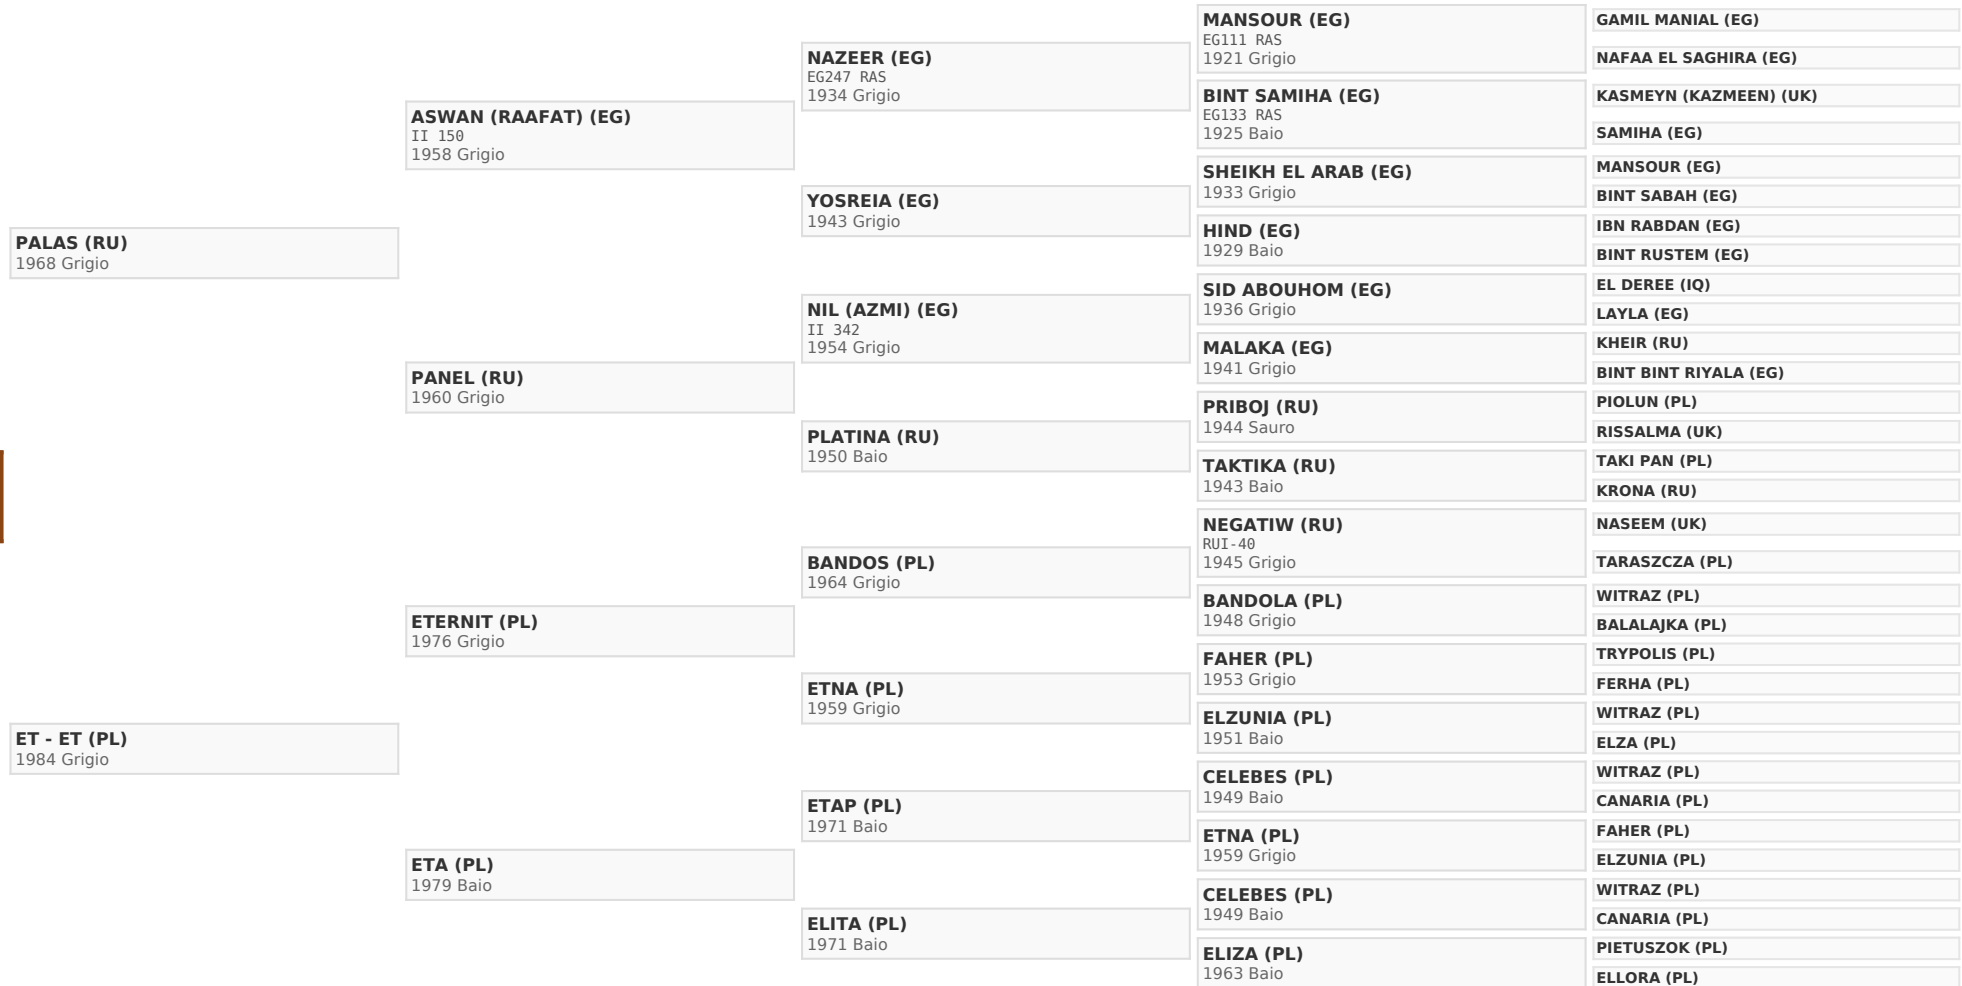 PALAS (RU)
1968 Grigio
ET - ET (PL)
1984 Grigio
ASWAN (RAAFAT) (EG)
II 150
1958 Grigio
PANEL (RU)
1960 Grigio
ETERNIT (PL)
1976 Grigio
ETA (PL)
1979 Baio
NAZEER (EG)
EG247 RAS
1934 Grigio
YOSREIA (EG)
1943 Grigio
NIL (AZMI) (EG)
II 342
1954 Grigio
PLATINA (RU)
1950 Baio
BANDOS (PL)
1964 Grigio
ETNA (PL)
1959 Grigio
ETAP (PL)
1971 Baio
ELITA (PL)
1971 Baio
MANSOUR (EG)
EG111 RAS
1921 Grigio
BINT SAMIHA (EG)
EG133 RAS
1925 Baio
SHEIKH EL ARAB (EG)
1933 Grigio
HIND (EG)
1929 Baio
SID ABOUHOM (EG)
1936 Grigio
MALAKA (EG)
1941 Grigio
PRIBOJ (RU)
1944 Sauro
TAKTIKA (RU)
1943 Baio
NEGATIW (RU)
RUI-40
1945 Grigio
BANDOLA (PL)
1948 Grigio
FAHER (PL)
1953 Grigio
ELZUNIA (PL)
1951 Baio
CELEBES (PL)
1949 Baio
ETNA (PL)
1959 Grigio
CELEBES (PL)
1949 Baio
ELIZA (PL)
1963 Baio
GAMIL MANIAL (EG)
NAFAA EL SAGHIRA (EG)
KASMEYN (KAZMEEN) (UK)
SAMIHA (EG)
MANSOUR (EG)
BINT SABAH (EG)
IBN RABDAN (EG)
BINT RUSTEM (EG)
EL DEREE (IQ)
LAYLA (EG)
KHEIR (RU)
BINT BINT RIYALA (EG)
PIOLUN (PL)
RISSALMA (UK)
TAKI PAN (PL)
KRONA (RU)
NASEEM (UK)
TARASZCZA (PL)
WITRAZ (PL)
BALALAJKA (PL)
TRYPOLIS (PL)
FERHA (PL)
WITRAZ (PL)
ELZA (PL)
WITRAZ (PL)
CANARIA (PL)
FAHER (PL)
ELZUNIA (PL)
WITRAZ (PL)
CANARIA (PL)
PIETUSZOK (PL)
ELLORA (PL)